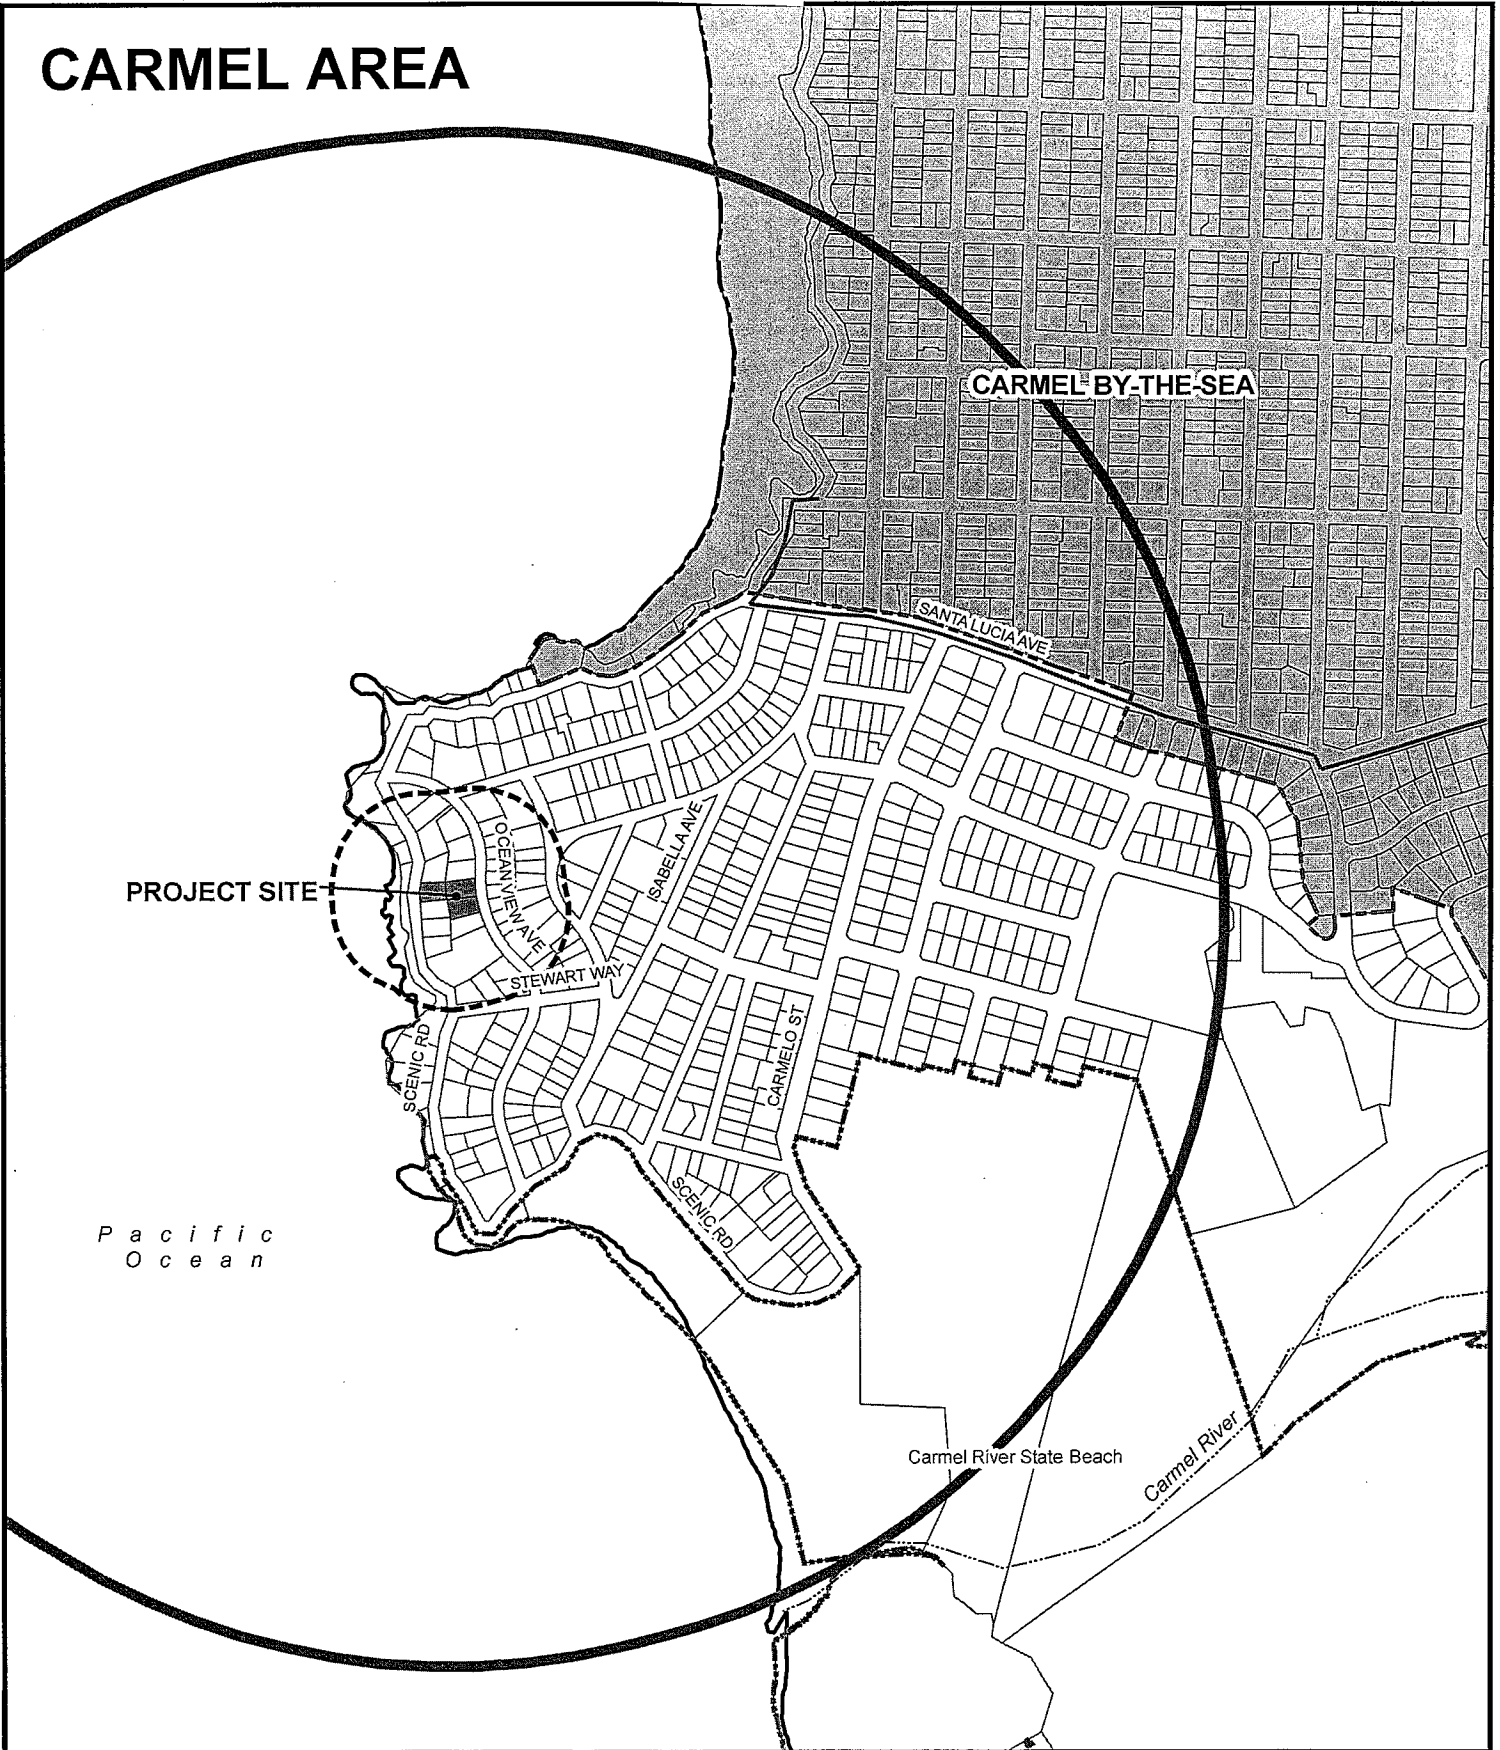 CARMEL AREA
CARMEL BY-THE-SEA
SANTA LUCIA AVE
ISABELLA AVE
OCEAN VIEW AVE
PROJECT SITE
STEWART WAY
SCENIC RD
CARMELO ST
SCENIC RD
Pacific
Ocean
Carmel River State Beach
Carmel River